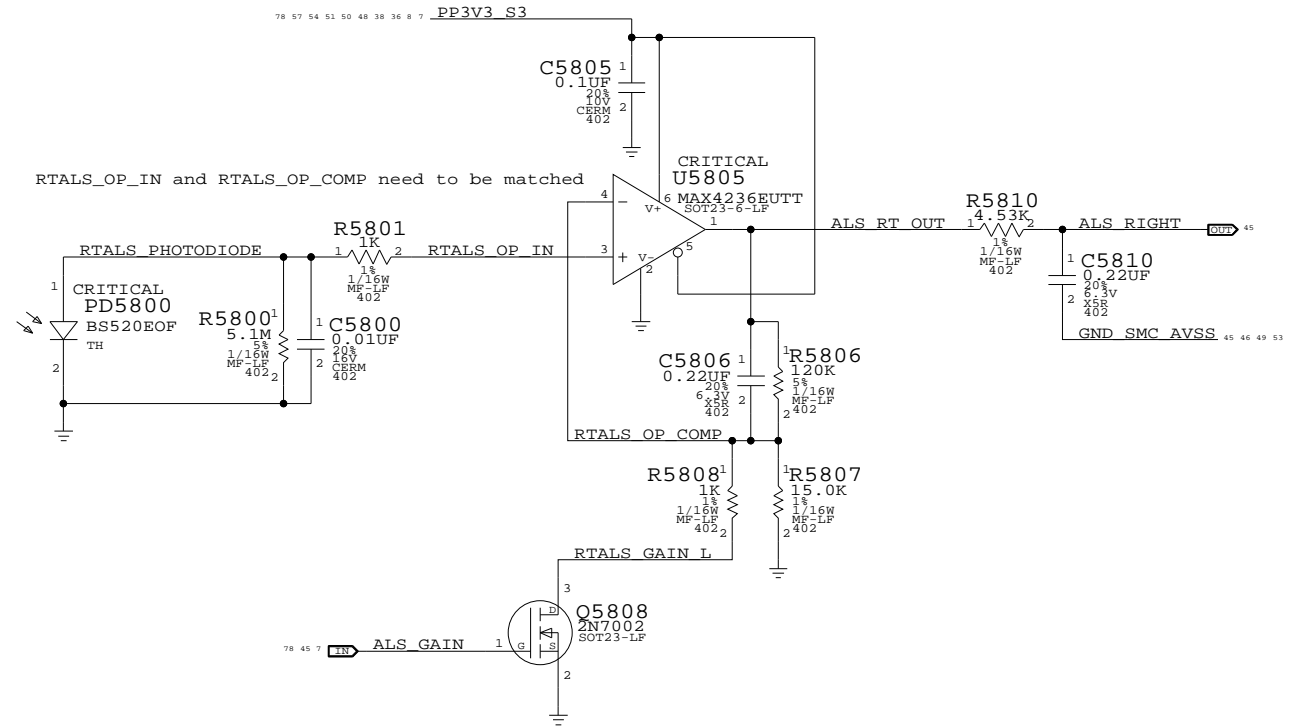 78 57 54 51 50 48 38 36 8 7 PP3V3_S3
C5805 1
0.1UF
20%
10V
CERM 2
402
RTALS_OP_IN and RTALS_OP_COMP need to be matched
CRITICAL
U5805
MAX4236EUTT
SOT23-6-LF
4
6
V+
1
5
3
V-
2
−
+
R5801
1 1K 2
1%
1/16W
MF-LF
402
RTALS_PHOTODIODE
RTALS_OP_IN
ALS_RT_OUT
R5810
1 4.53K 2
1%
1/16W
MF-LF
402
ALS_RIGHT
OUT 45
1
C5810
0.22UF
20%
6.3V
2 X5R
402
GND_SMC_AVSS 45 46 49 53
1 CRITICAL
PD5800
BS520EOF
TH
2
R5800 1
5.1M
5%
1/16W
MF-LF
402 2
1
C5800
0.01UF
20%
2 16V
CERM
402
C5806 1
0.22UF
20%
6.3V
X5R 2
402
1 R5806
120K
5%
1/16W
MF-LF
2 402
RTALS_OP_COMP
R5808 1
1K
1%
1/16W
MF-LF
402 2
1 R5807
15.0K
1%
1/16W
MF-LF
2 402
RTALS_GAIN_L
3
D
Q5808
2N7002
SOT23-LF
78 45 7 IN ALS_GAIN 1 G S
2